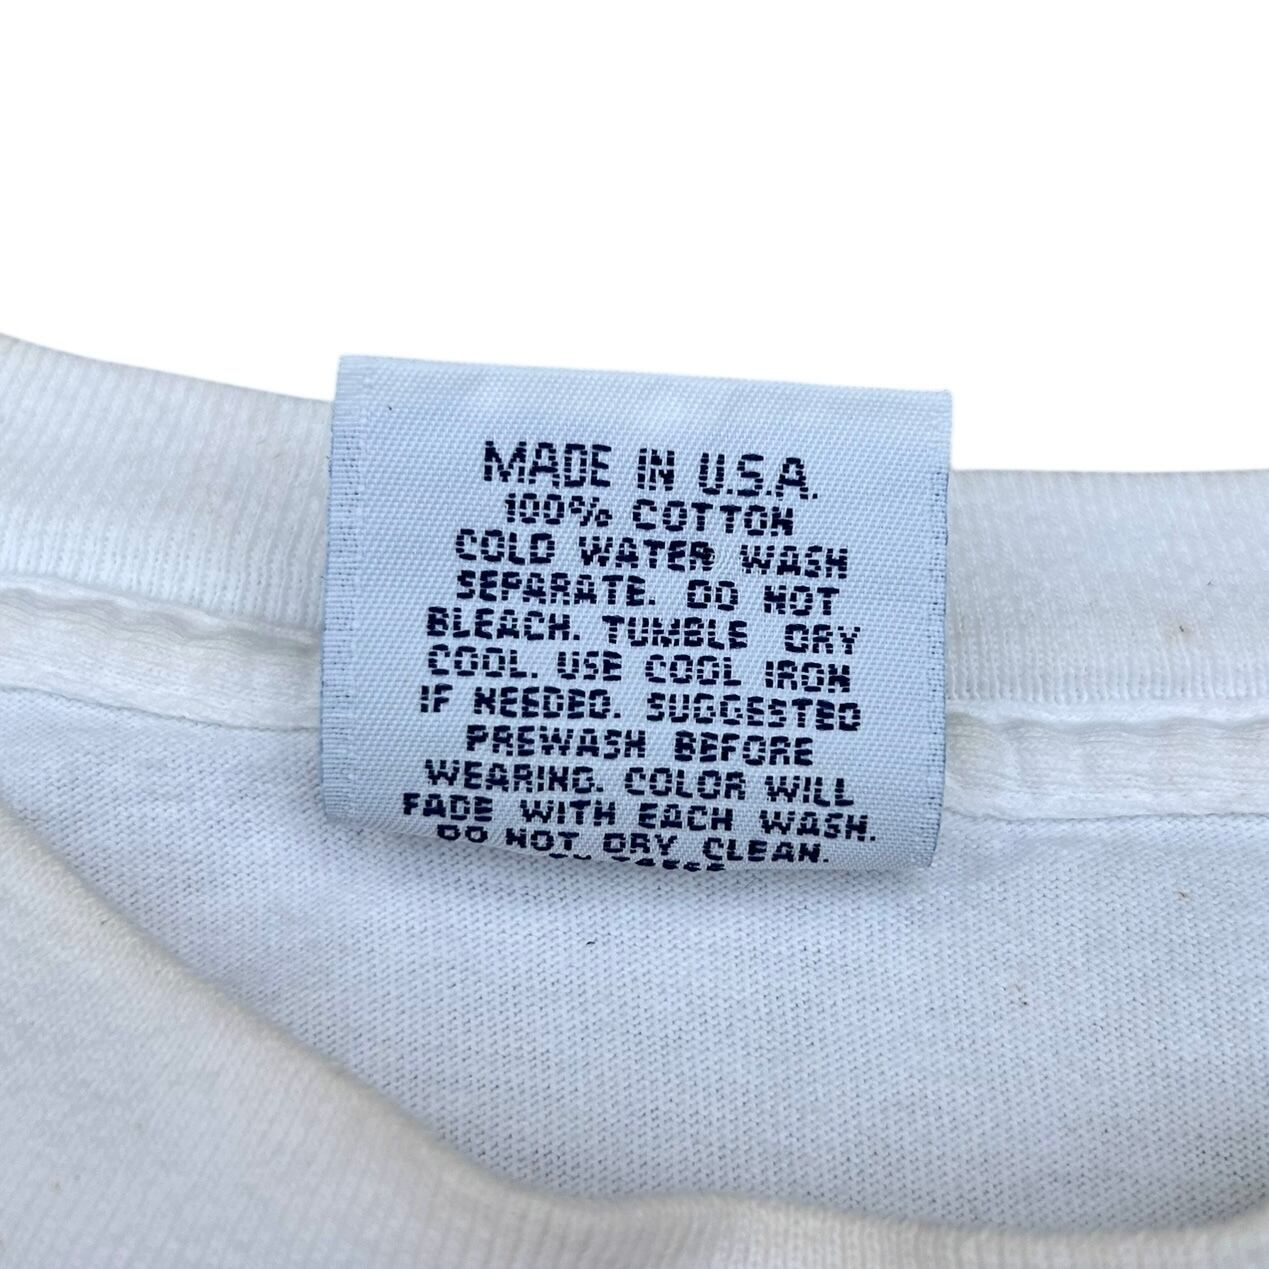 MADE IN U.S.A.
100% COTTON
COLD WATER WASH
SEPARATE. DO NOT
BLEACH. TUMBLE DRY
COOL. USE COOL IRON
IF NEEDED. SUGGESTED
PREWASH BEFORE
WEARING. COLOR WILL
FADE WITH EACH WASH.
DO NOT DRY CLEAN.